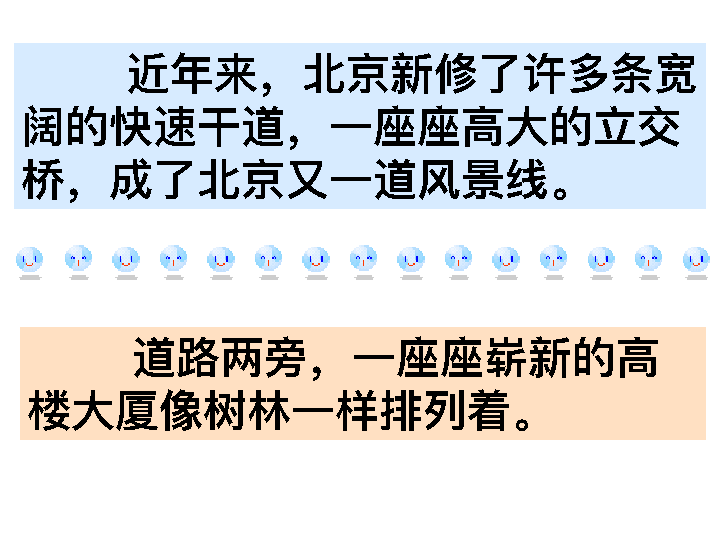 近年来，北京新修了许多条宽
阔的快速干道，一座座高大的立交
桥，成了北京又一道风景线。
道路两旁，一座座崭新的高
楼大厦像树林一样排列着。